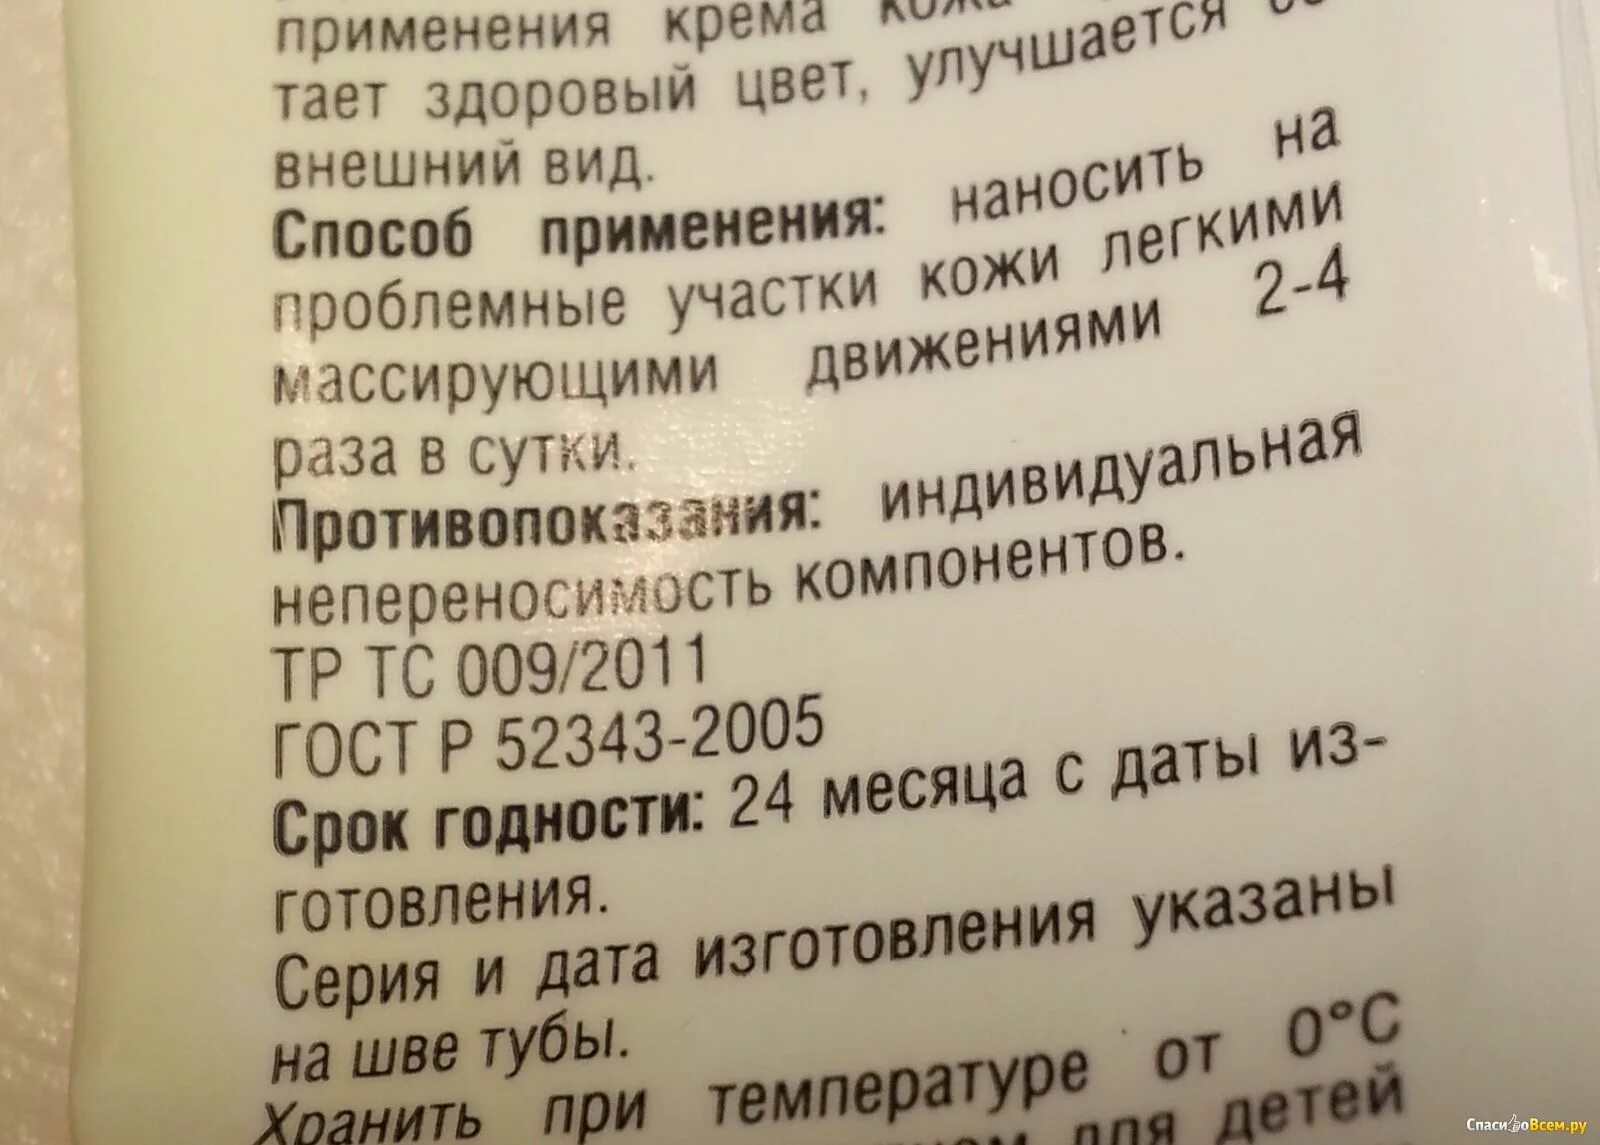 применения крема кожа
тает здоровый цвет, улучшается
внешний вид.
Способ применения: наносить на
проблемные участки кожи легкими
массирующими движениями 2-4
раза в сутки.
Противопоказания: индивидуальная
непереносимость компонентов.
ТР ТС 009/2011
ГОСТ Р 52343-2005
Срок годности: 24 месяца с даты из-
готовления.
Серия и дата изготовления указаны
на шве тубы.
Хранить при температуре от 0°С
для детей
СпасибоВсем.ру